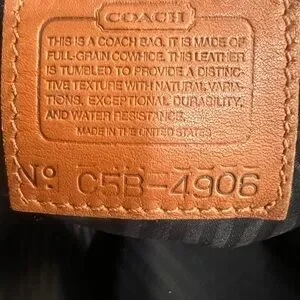 COACH
THIS IS A COACH BAG. IT IS MADE OF
FULL-GRAIN COWHIDE. THIS LEATHER
IS TUMBLED TO PROVIDE A DISTINC-
TIVE TEXTURE WITH NATURAL VARIA-
TIONS, EXCEPTIONAL DURABILITY,
AND WATER RESISTANCE.
MADE IN THE UNITED STATES
Nº C5B-4906